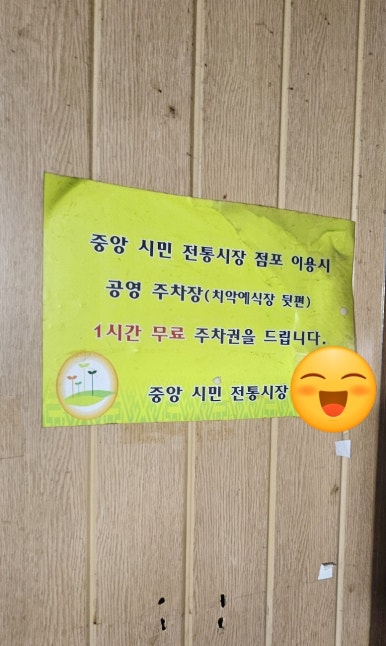 중앙 시민 전통시장 점포 이용시
공영 주차장(치악예식장 뒷편)
1시간 무료 주차권을 드립니다.
중앙 시민 전통시장